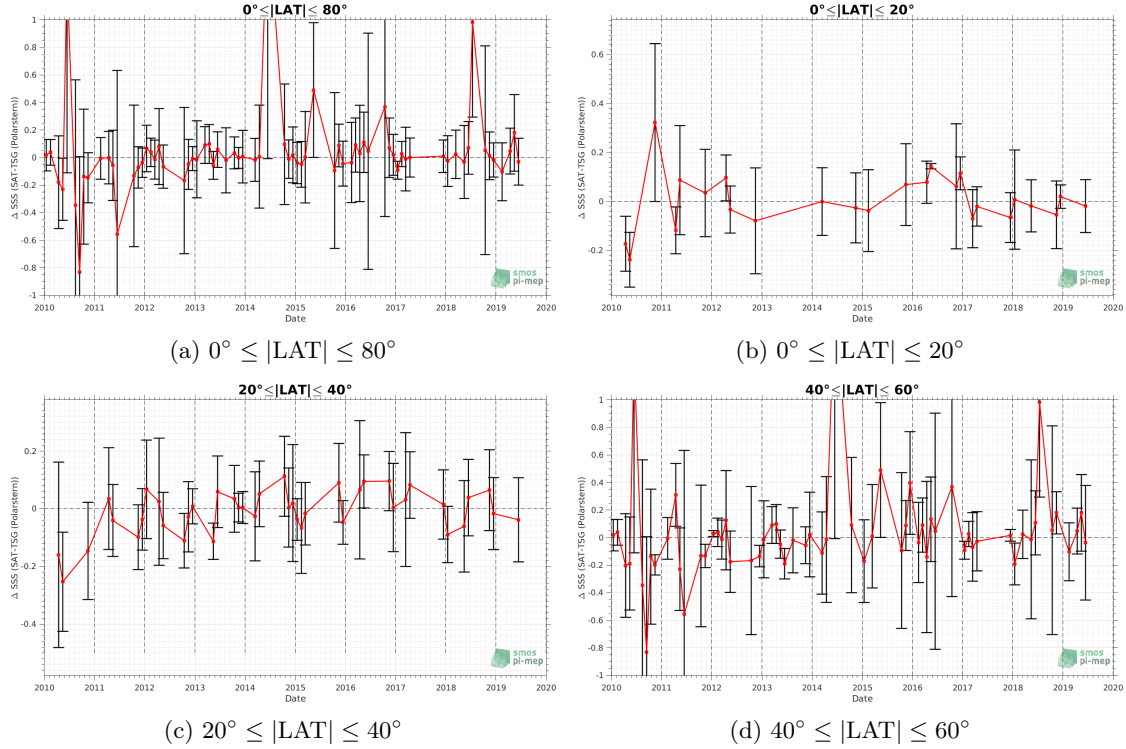 0°≤|LAT|≤ 80°
Δ SSS (SAT-TSG (Polarstern))
1
0.8
0.6
0.4
0.2
0
-0.2
-0.4
-0.6
-0.8
-1
2010 2011 2012 2013 2014 2015 2016 2017 2018 2019 2020
Date
smos
pi-mep
(a) 0° ≤ |LAT| ≤ 80°
0°≤|LAT|≤ 20°
Δ SSS (SAT-TSG (Polarstern))
0.6
0.4
0.2
0
-0.2
2010 2011 2012 2013 2014 2015 2016 2017 2018 2019 2020
Date
smos
pi-mep
(b) 0° ≤ |LAT| ≤ 20°
20°≤|LAT|≤ 40°
Δ SSS (SAT-TSG (Polarstern))
0.2
0
-0.2
-0.4
2010 2011 2012 2013 2014 2015 2016 2017 2018 2019 2020
Date
smos
pi-mep
(c) 20° ≤ |LAT| ≤ 40°
40°≤|LAT|≤ 60°
Δ SSS (SAT-TSG (Polarstern))
1
0.8
0.6
0.4
0.2
0
-0.2
-0.4
-0.6
-0.8
-1
2010 2011 2012 2013 2014 2015 2016 2017 2018 2019 2020
Date
smos
pi-mep
(d) 40° ≤ |LAT| ≤ 60°